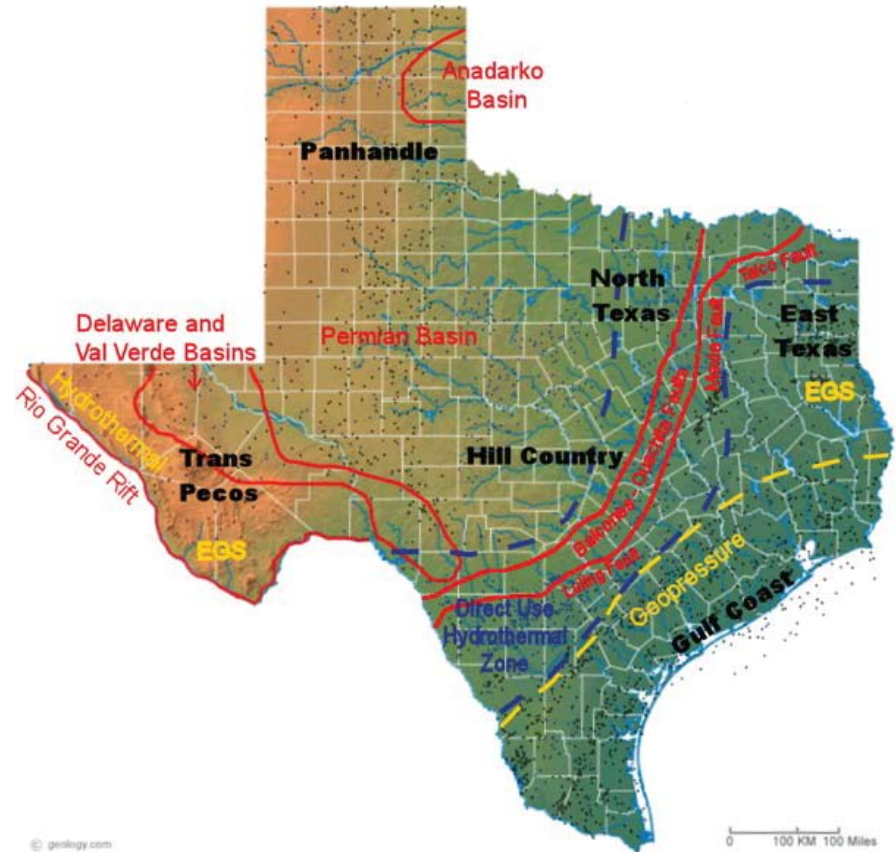 Anadarko
Basin
Panhandle
North
Texas
Talco Fault
East
Texas
Delaware and
Val Verde Basins
Permian Basin
Mexia Fault
EGS
Hydrothermal
Rio Grande Rift
Trans
Pecos
Hill Country
Balcones - Ouachita Faults
EGS
Luling Fault
Geopressure
Direct Use
Hydrothermal
Zone
Gulf Coast
© geology.com
0 100 KM 100 Miles